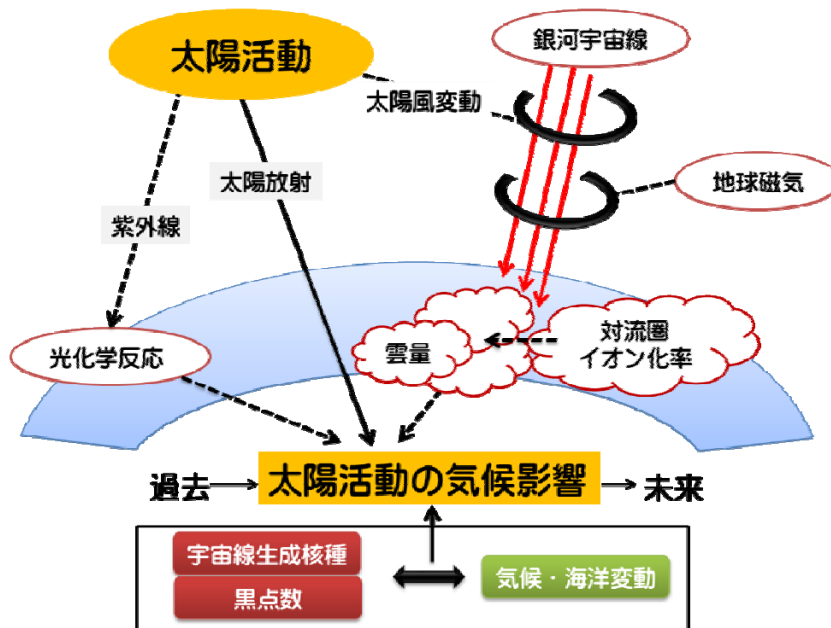 太陽活動
銀河宇宙線
太陽風変動
太陽放射
地球磁気
紫外線
光化学反応
雲量
対流圏
イオン化率
過去
太陽活動の気候影響
未来
宇宙線生成核種
黒点数
気候・海洋変動